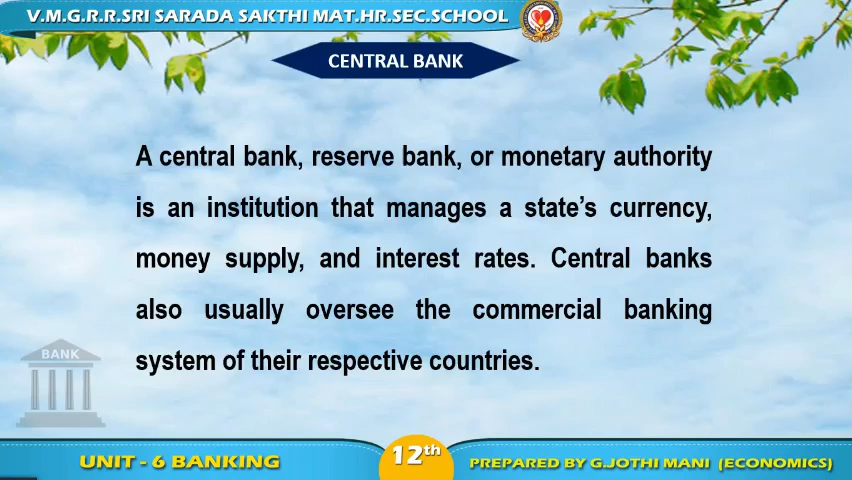 V.M.G.R.R.SRI SARADA SAKTHI MAT.HR.SEC.SCHOOL
CENTRAL BANK
A central bank, reserve bank, or monetary authority
is an institution that manages a state's currency,
money supply, and interest rates. Central banks
also usually oversee the commercial banking
system of their respective countries.
BANK
UNIT - 6 BANKING
12th
PREPARED BY G.JOTHI MANI (ECONOMICS)